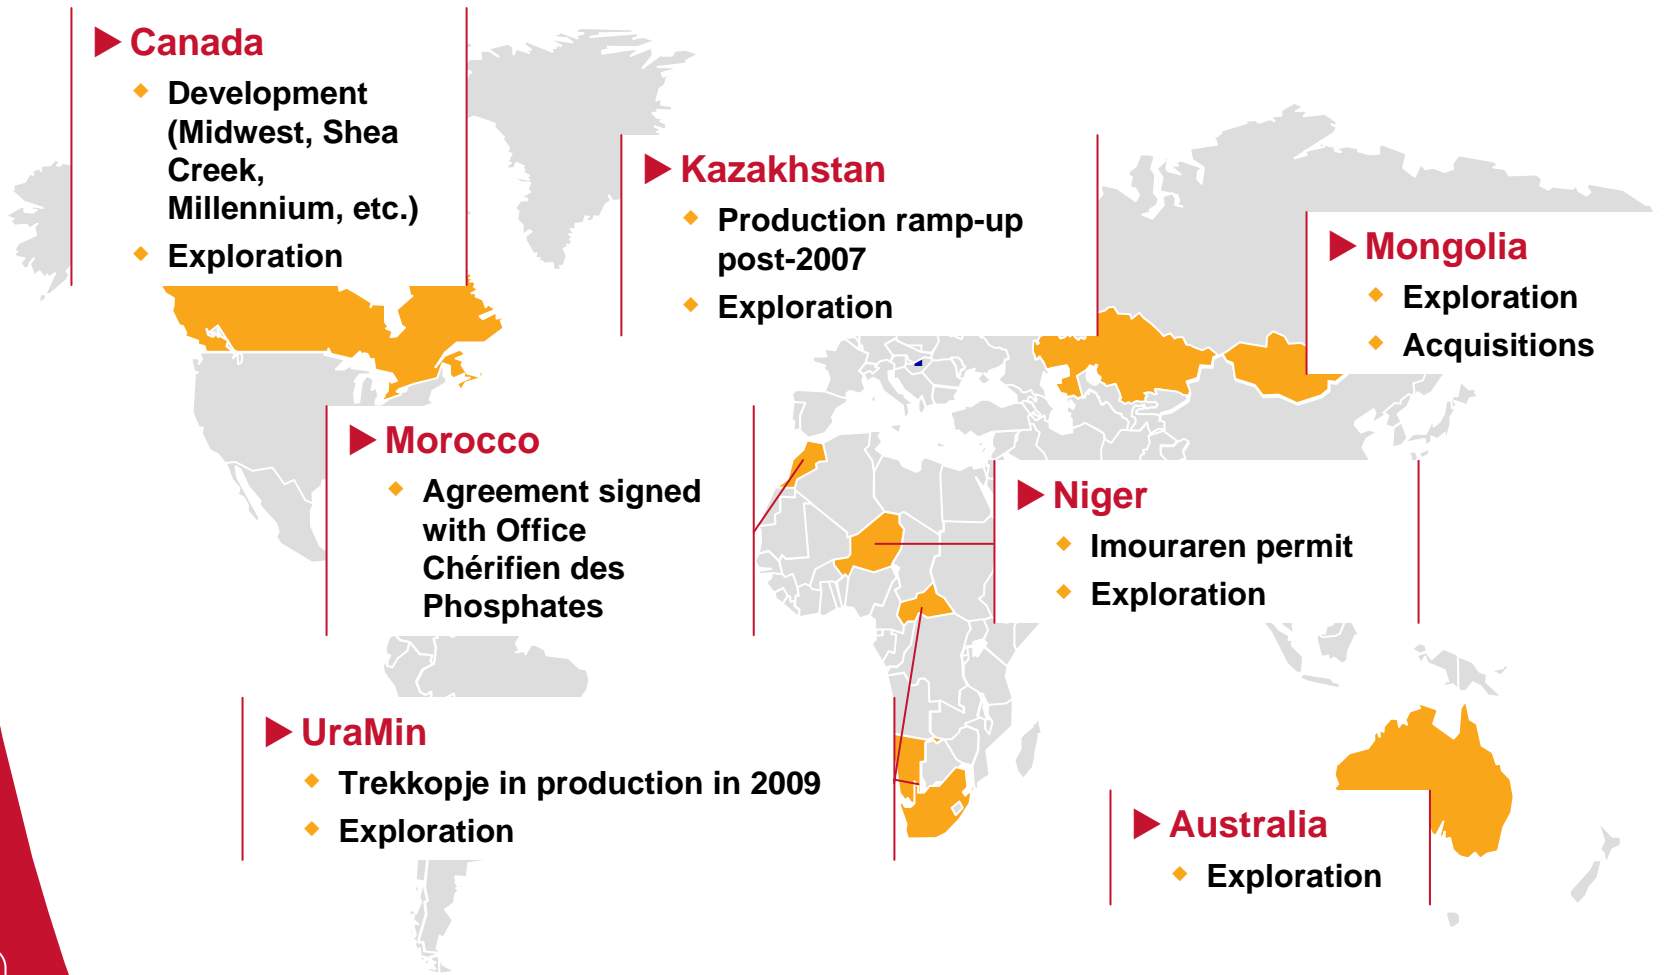 Canada
Development
(Midwest, Shea
Creek,
Millennium, etc.)
Exploration
Kazakhstan
Production ramp-up
post-2007
Exploration
Mongolia
Exploration
Acquisitions
Morocco
Agreement signed
with Office
Chérifien des
Phosphates
Niger
Imouraren permit
Exploration
UraMin
Trekkopje in production in 2009
Exploration
Australia
Exploration